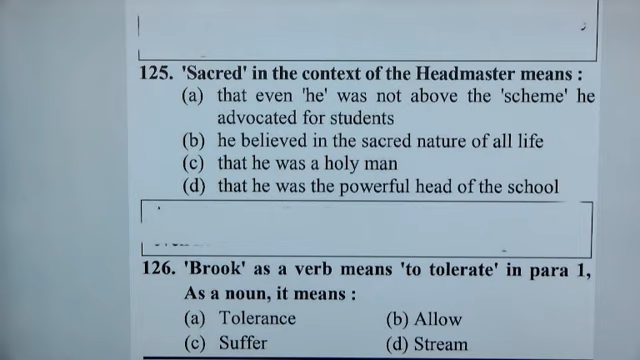 125. 'Sacred' in the context of the Headmaster means :
(a) that even 'he' was not above the 'scheme' he
advocated for students
(b) he believed in the sacred nature of all life
(c) that he was a holy man
(d) that he was the powerful head of the school
126. 'Brook' as a verb means 'to tolerate' in para 1,
As a noun, it means :
(a) Tolerance (b) Allow
(c) Suffer (d) Stream